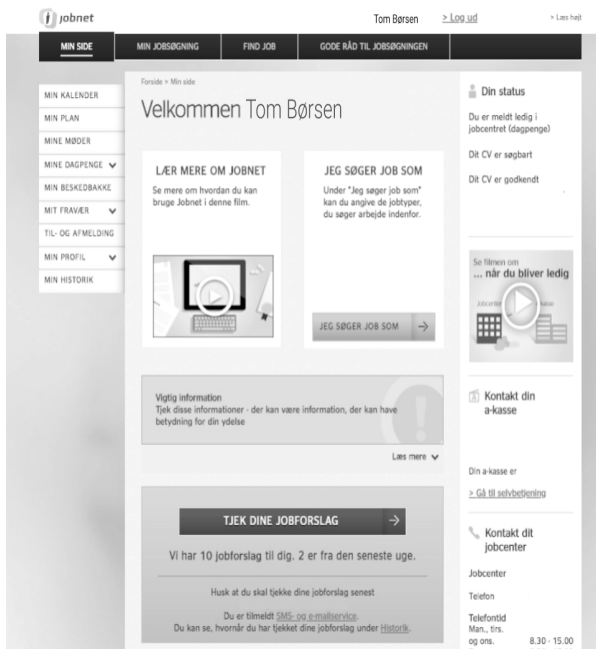 jobnet
Tom Børsen
> Log ud
> Læs højt
MIN SIDE
MIN JOBSØGNING
FIND JOB
GODE RÅD TIL JOBSØGNINGEN
Forside > Min side
MIN KALENDER
MIN PLAN
MINE MØDER
MINE DAGPENGE
MIN BESKEDBAKKE
MIT FRAVÆR
TIL- OG AFMELDING
MIN PROFIL
MIN HISTORIK
Velkommen Tom Børsen
LÆR MERE OM JOBNET
Se mere om hvordan du kan
bruge Jobnet i denne film.
JEG SØGER JOB SOM
Under "Jeg søger job som"
kan du angive de jobtyper,
du søger arbejde indenfor.
JEG SØGER JOB SOM
Vigtig information
Tjek disse informationer - der kan være information, der kan have
betydning for din ydelse
Læs mere
TJEK DINE JOBFORSLAG
Vi har 10 jobforslag til dig. 2 er fra den seneste uge.
Husk at du skal tjekke dine jobforslag senest
Du er tilmeldt SMS- og e-mailservice.
Du kan se, hvornår du har tjekket dine jobforslag under Historik.
Din status
Du er meldt ledig i
jobcentret (dagpenge)
Dit CV er søgbart
Dit CV er godkendt
Se filmen om
... når du bliver ledig
Jobcenter
Kontakt din
a-kasse
Din a-kasse er
> Gå til selvbetjening
Kontakt dit
jobcenter
Jobcenter
Telefon
Telefontid
Man., tirs.
og ons. 8.30 - 15.00